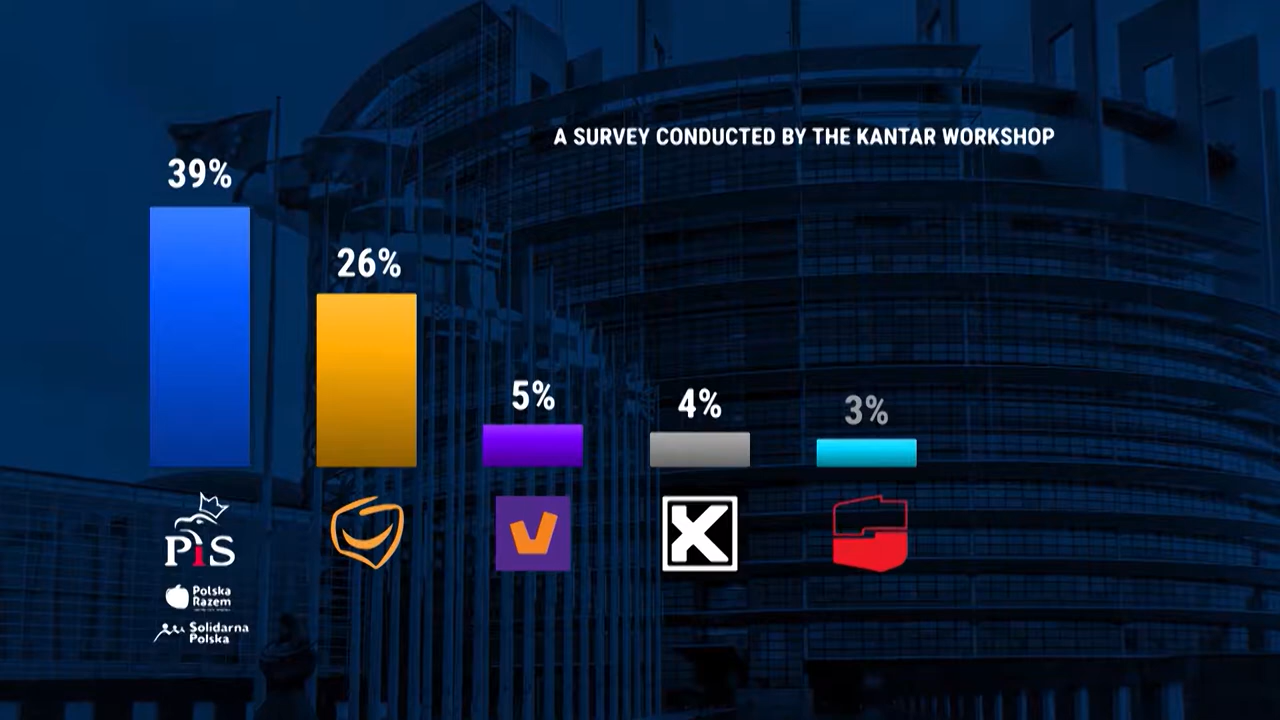 A SURVEY CONDUCTED BY THE KANTAR WORKSHOP
39%
26%
5%
4%
3%
PiS
Polska
Razem
Solidarna
Polska